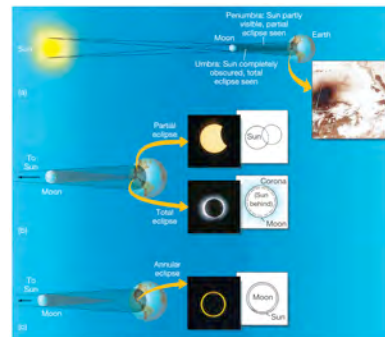 Penumbra: Sun partly
visible, partial
eclipse seen
Moon
Earth
Sun
Umbra: Sun completely
obscured, total
eclipse seen
(a)
Partial
eclipse
Sun
To
Sun
Moon
Total
eclipse
Corona
(Sun
behind)
Moon
(b)
Annular
eclipse
To
Sun
Moon
Moon
Sun
(c)